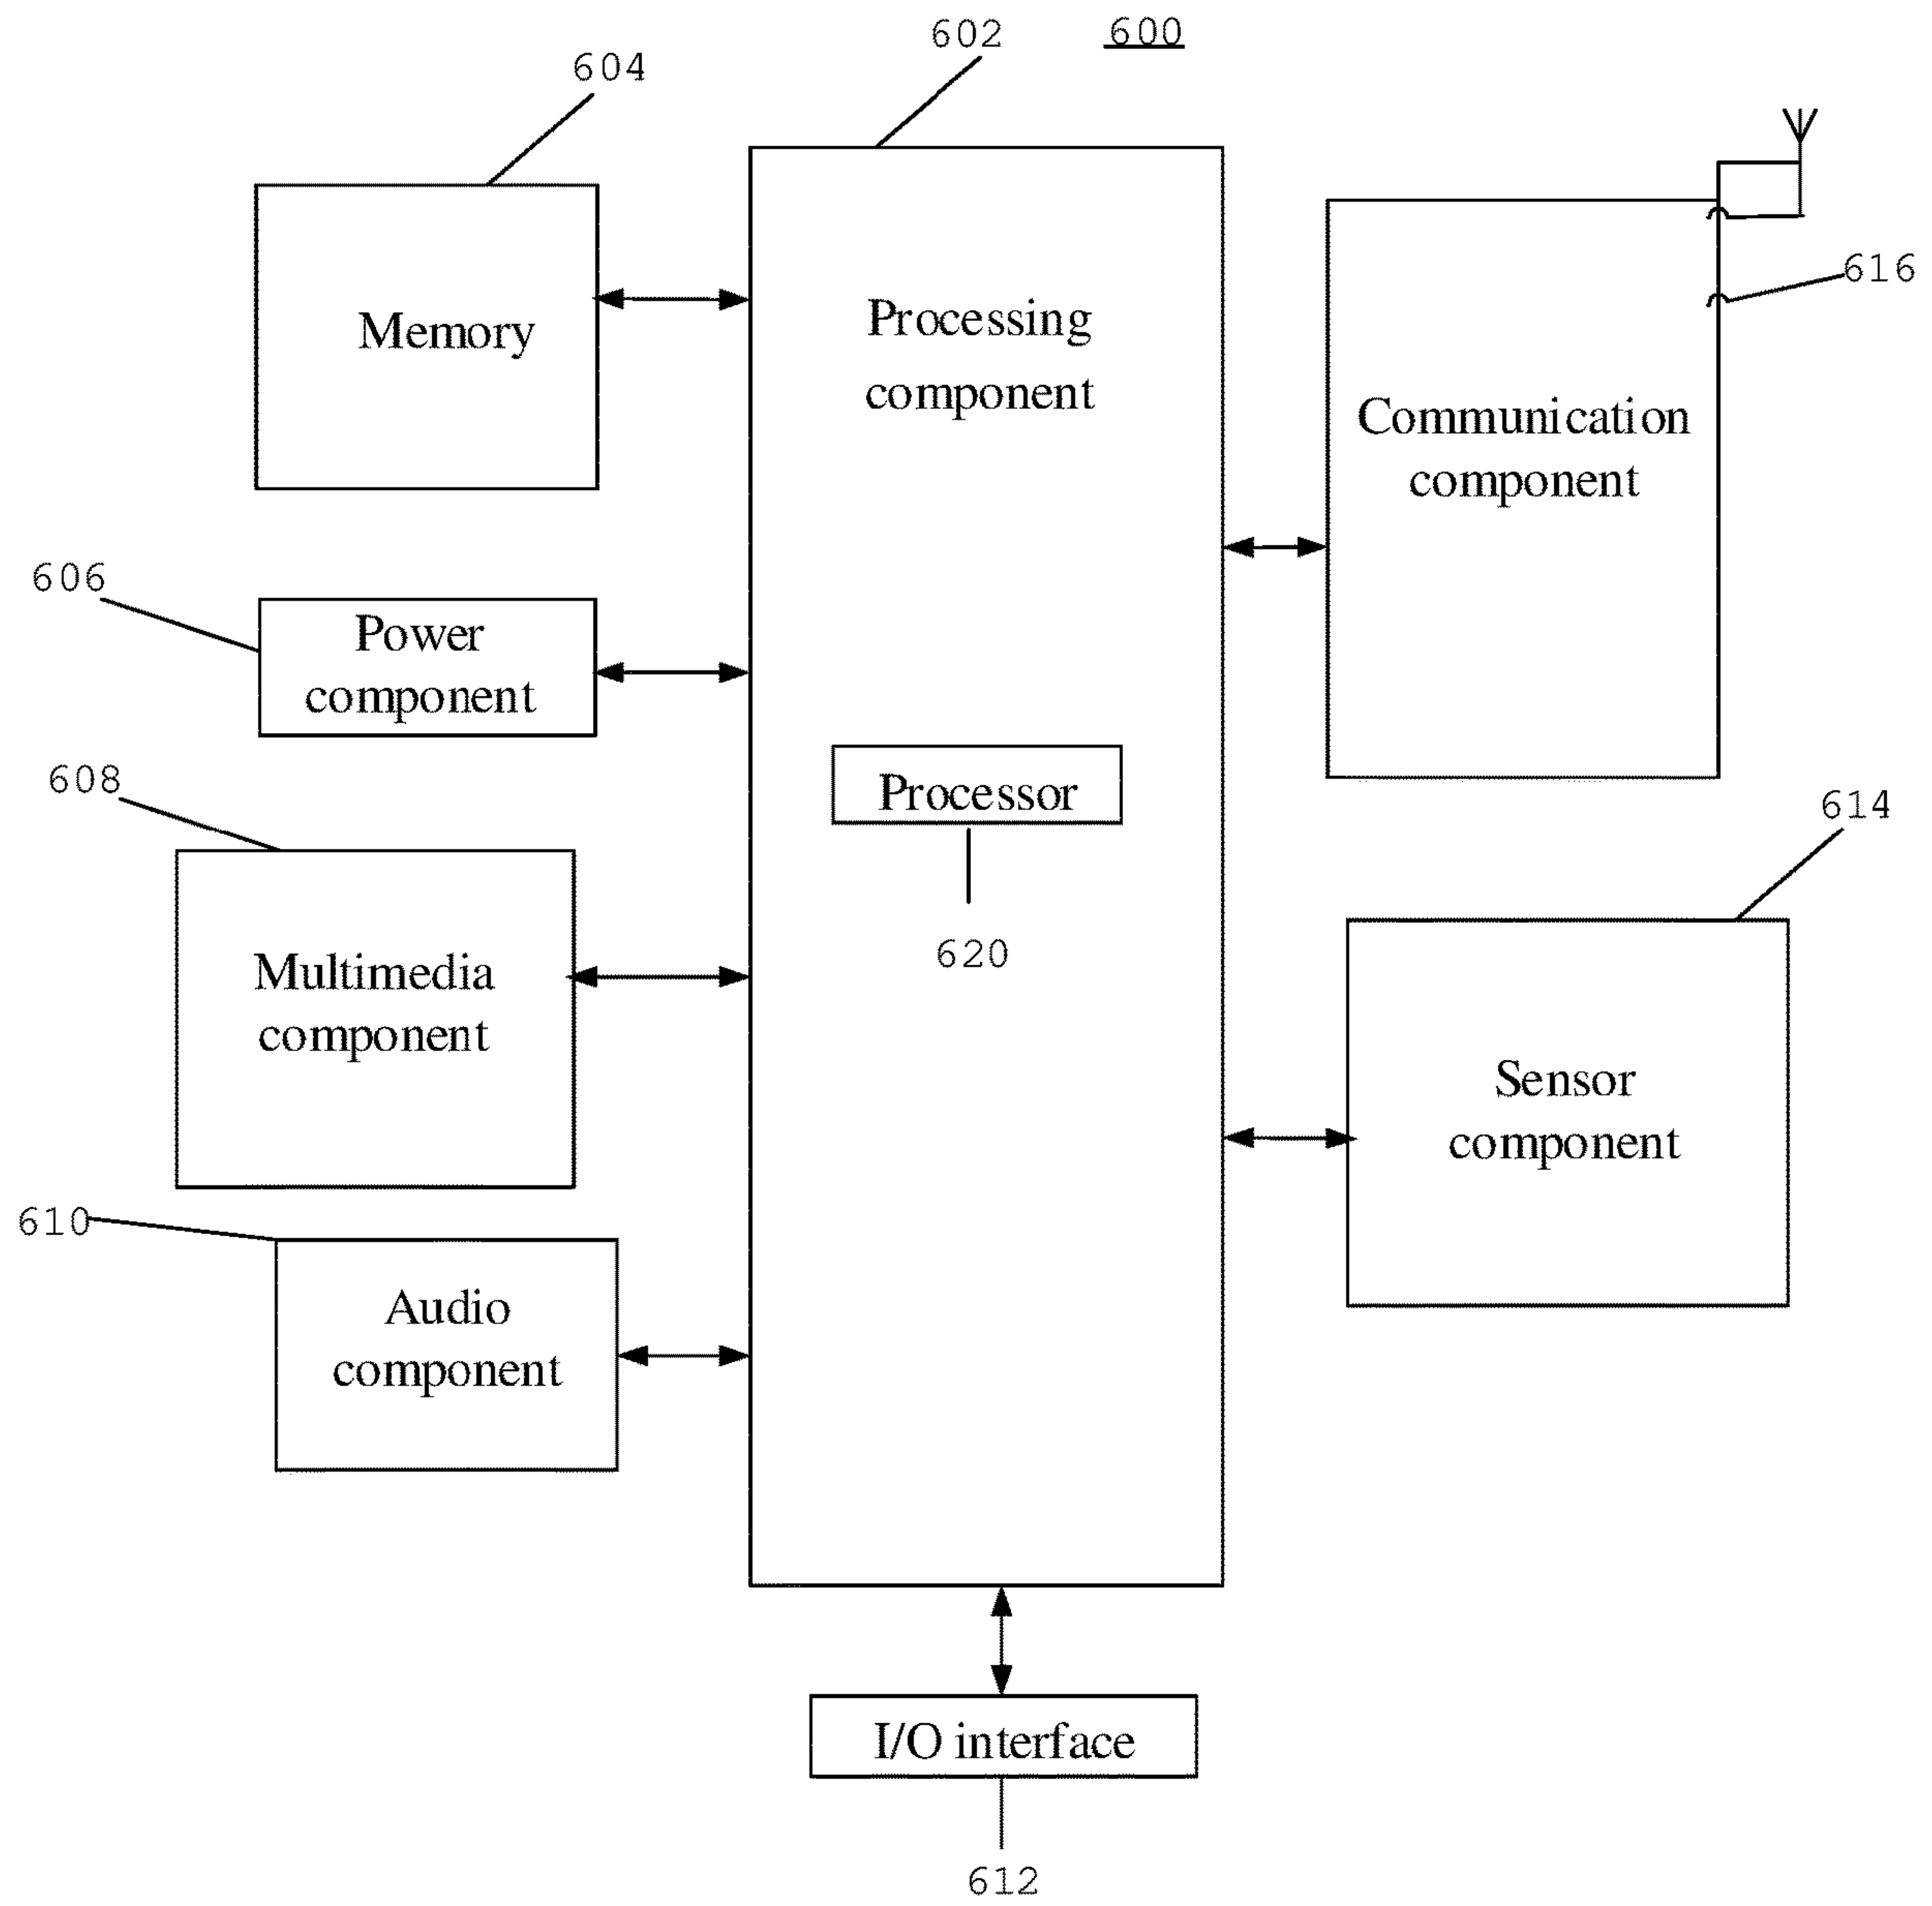 602
600
604
Memory
Processing
component
616
Communication
component
606
Power
component
608
Processor
614
620
Multimedia
component
Sensor
component
610
Audio
component
I/O interface
612